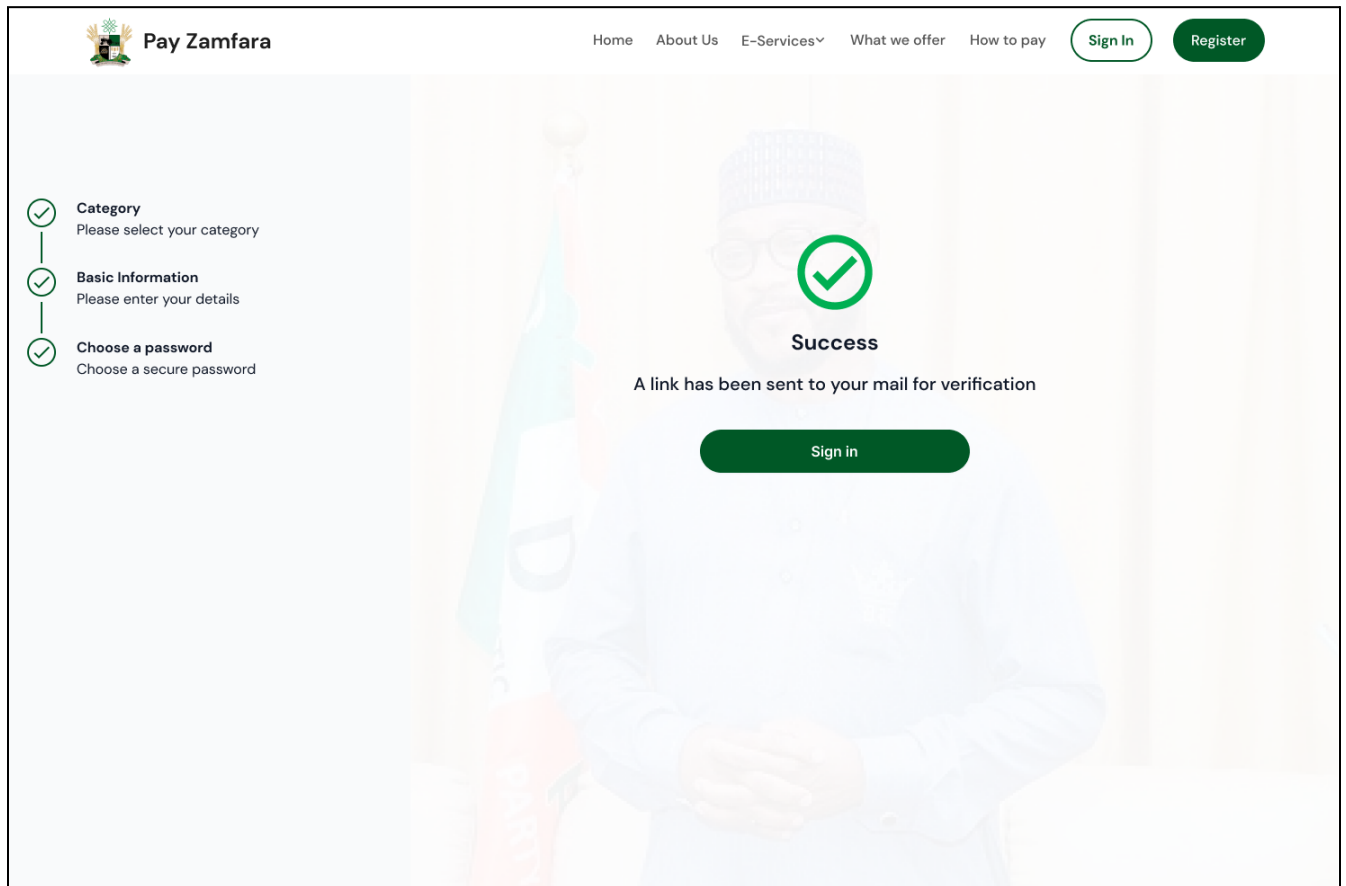 Pay Zamfara
Home
About Us
E-Services
What we offer
How to pay
Sign In
Register
Category
Please select your category
Basic Information
Please enter your details
Choose a password
Choose a secure password
Success
A link has been sent to your mail for verification
Sign in
D
PARTY